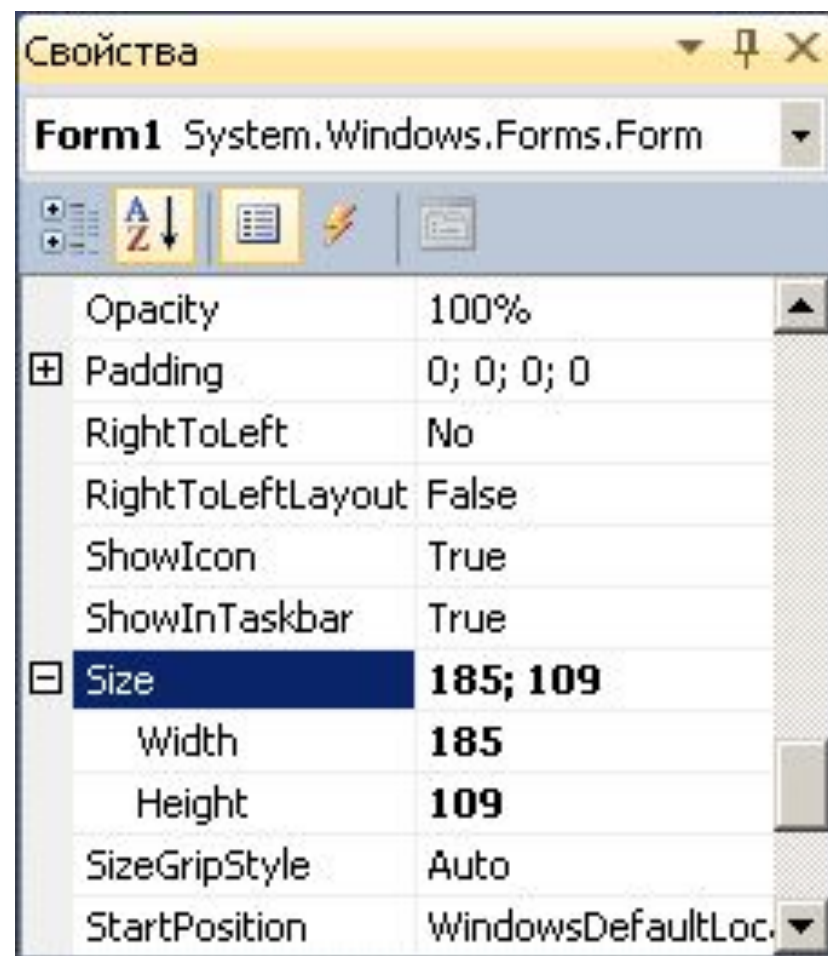 Свойства
Form1 System.Windows.Forms.Form
A
Z
Opacity 100%
Padding 0; 0; 0; 0
RightToLeft No
RightToLeftLayout False
ShowIcon True
ShowInTaskbar True
Size 185; 109
Width 185
Height 109
SizeGripStyle Auto
StartPosition WindowsDefaultLoc